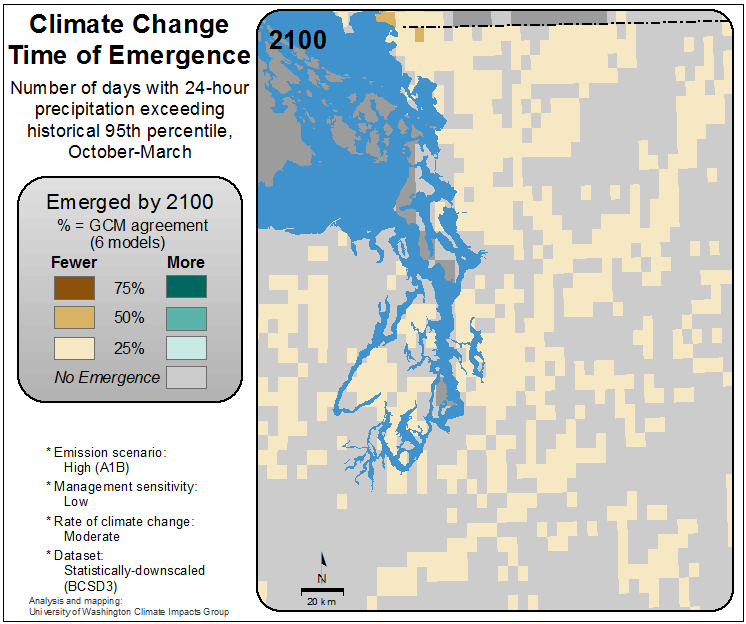 Climate Change
Time of Emergence
Number of days with 24-hour
precipitation exceeding
historical 95th percentile,
October-March
Emerged by 2100
% = GCM agreement
(6 models)
Fewer More
75%
50%
25%
No Emergence
* Emission scenario:
High (A1B)
* Management sensitivity:
Low
* Rate of climate change:
Moderate
* Dataset:
Statistically-downscaled
(BCSD3)
Analysis and mapping:
University of Washington Climate Impacts Group
2100
N
20 km